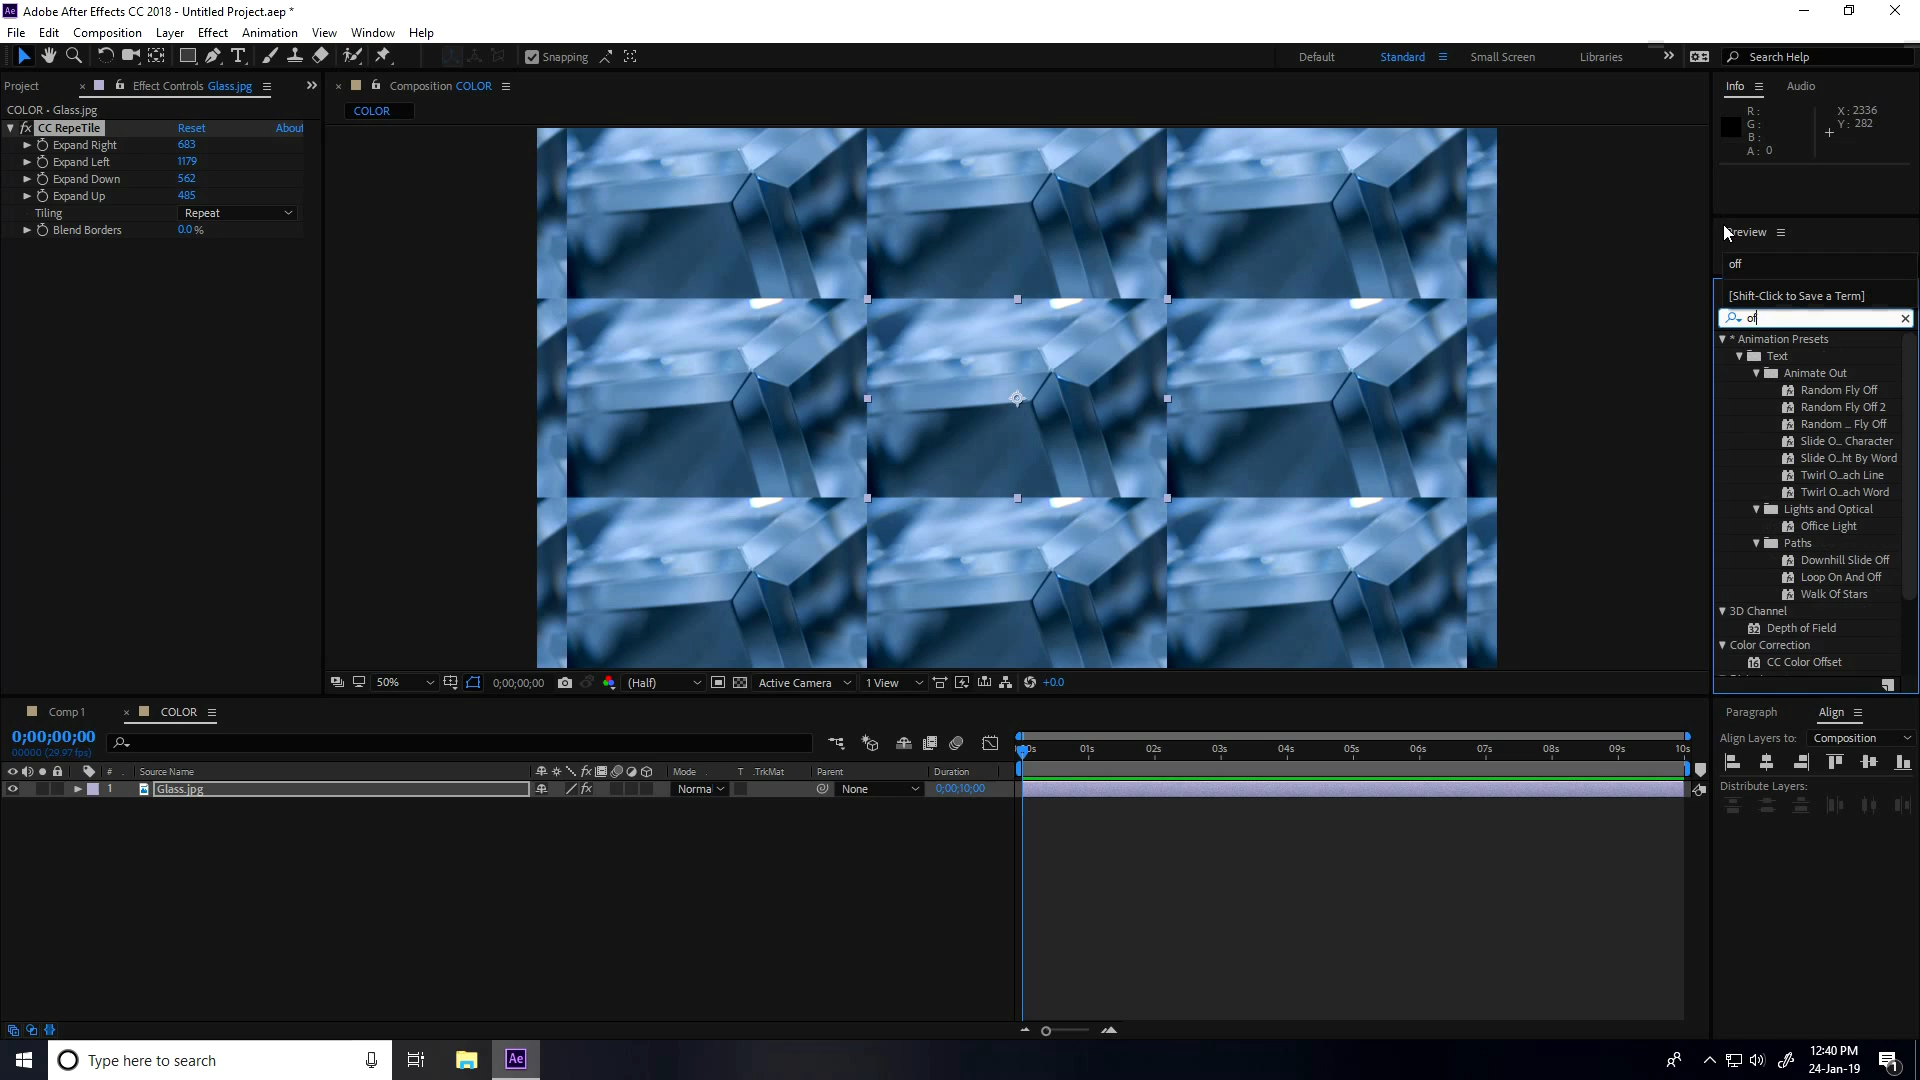 Adobe After Effects CC 2018 - Untitled Project.aep *
File Edit Composition Layer Effect Animation View Window Help
Snapping
Default Standard Small Screen Libraries Search Help
Project Effect Controls Glass.jpg
Composition COLOR
Info Audio
COLOR • Glass.jpg
COLOR
CC RepeTile Reset About
Expand Right 683
Expand Left 1179
Expand Down 562
Expand Up 485
Tiling Repeat
Blend Borders 0.0 %
R:
G:
B:
A: 0
X: 2336
Y: 282
off
[Shift-Click to Save a Term]
of
* Animation Presets
Text
Animate Out
Random Fly Off
Random Fly Off 2
Random ... Fly Off
Slide O... Character
Slide O...ht By Word
Twirl O...ach Line
Twirl O...ach Word
Lights and Optical
Office Light
Paths
Downhill Slide Off
Loop On And Off
Walk Of Stars
3D Channel
Depth of Field
Color Correction
CC Color Offset
50% 0;00;00;00 (Half) Active Camera 1 View +0.0
Comp 1 COLOR
0;00;00;00
00000 (29.97 fps)
# Source Name Mode T .TrkMat Parent Duration
1 Glass.jpg None 0;00;10;00
01s 02s 03s 04s 05s 06s 07s 08s 09s 10s
Paragraph Align
Align Layers to: Composition
Distribute Layers:
Type here to search
Ae
12:40 PM
24-Jan-19
1